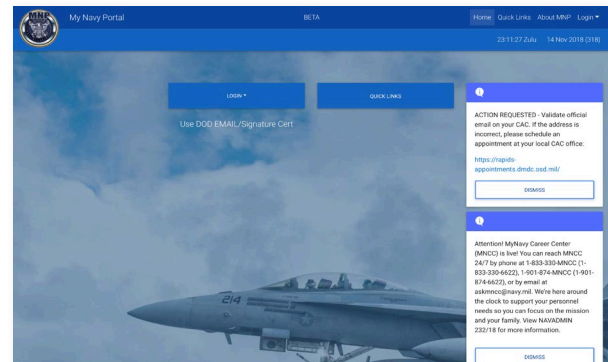 MNP
My Navy Portal
BETA
Home Quick Links About MNP Login
23:11:27 Zulu 14 Nov 2018 (318)
LOGIN
QUICK LINKS
Use DOD EMAIL/Signature Cert
ACTION REQUESTED - Validate official
email on your CAC. If the address is
incorrect, please schedule an
appointment at your local CAC office:
https://rapids-
appointments.dmdc.osd.mil/
DISMISS
Attention! MyNavy Career Center
(MNCC) is live! You can reach MNCC
24/7 by phone at 1-833-330-MNCC (1-
833-330-6622), 1-901-874-MNCC (1-901-
874-6622), or by email at
askmncc@navy.mil. We're here around
the clock to support your personnel
needs so you can focus on the mission
and your family. View NAVADMIN
232/18 for more information.
DISMISS
214